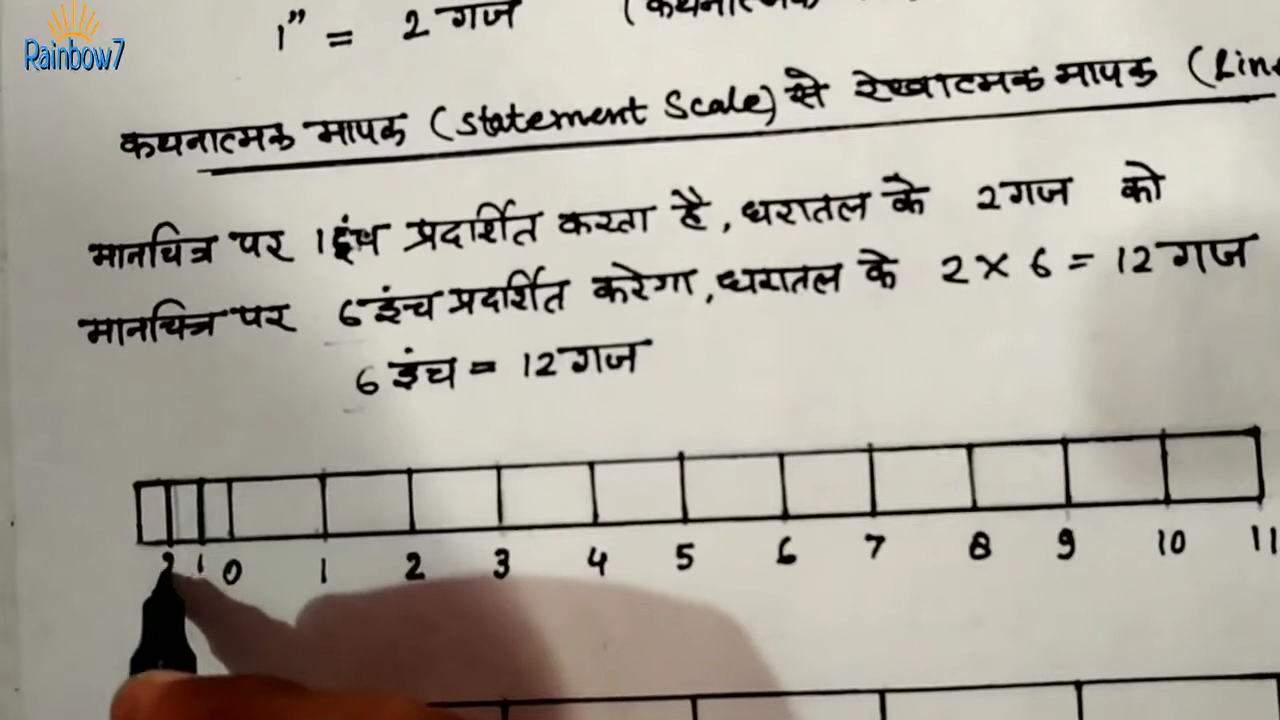 Rainbow7
1" = 2 गज
कथनात्मक मापक (Statement Scale) से रेखात्मक मापक
मानचित्र पर 1 इंच प्रदर्शित करता है, धरातल के 2 गज को
मानचित्र पर 6 इंच प्रदर्शित करेगा, धरातल के 2 × 6 = 12 गज
6 इंच = 12 गज
2 1 0 1 2 3 4 5 6 7 8 9 10 11